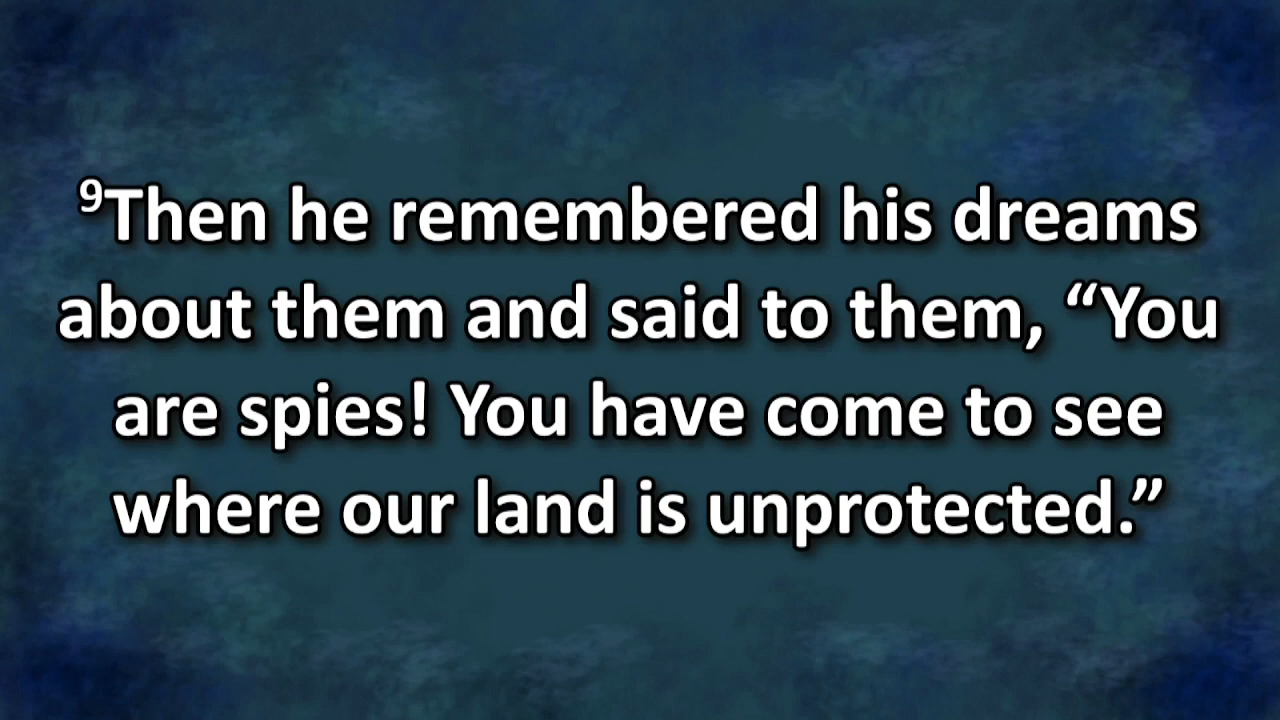 ⁹Then he remembered his dreams
about them and said to them, “You
are spies! You have come to see
where our land is unprotected.”